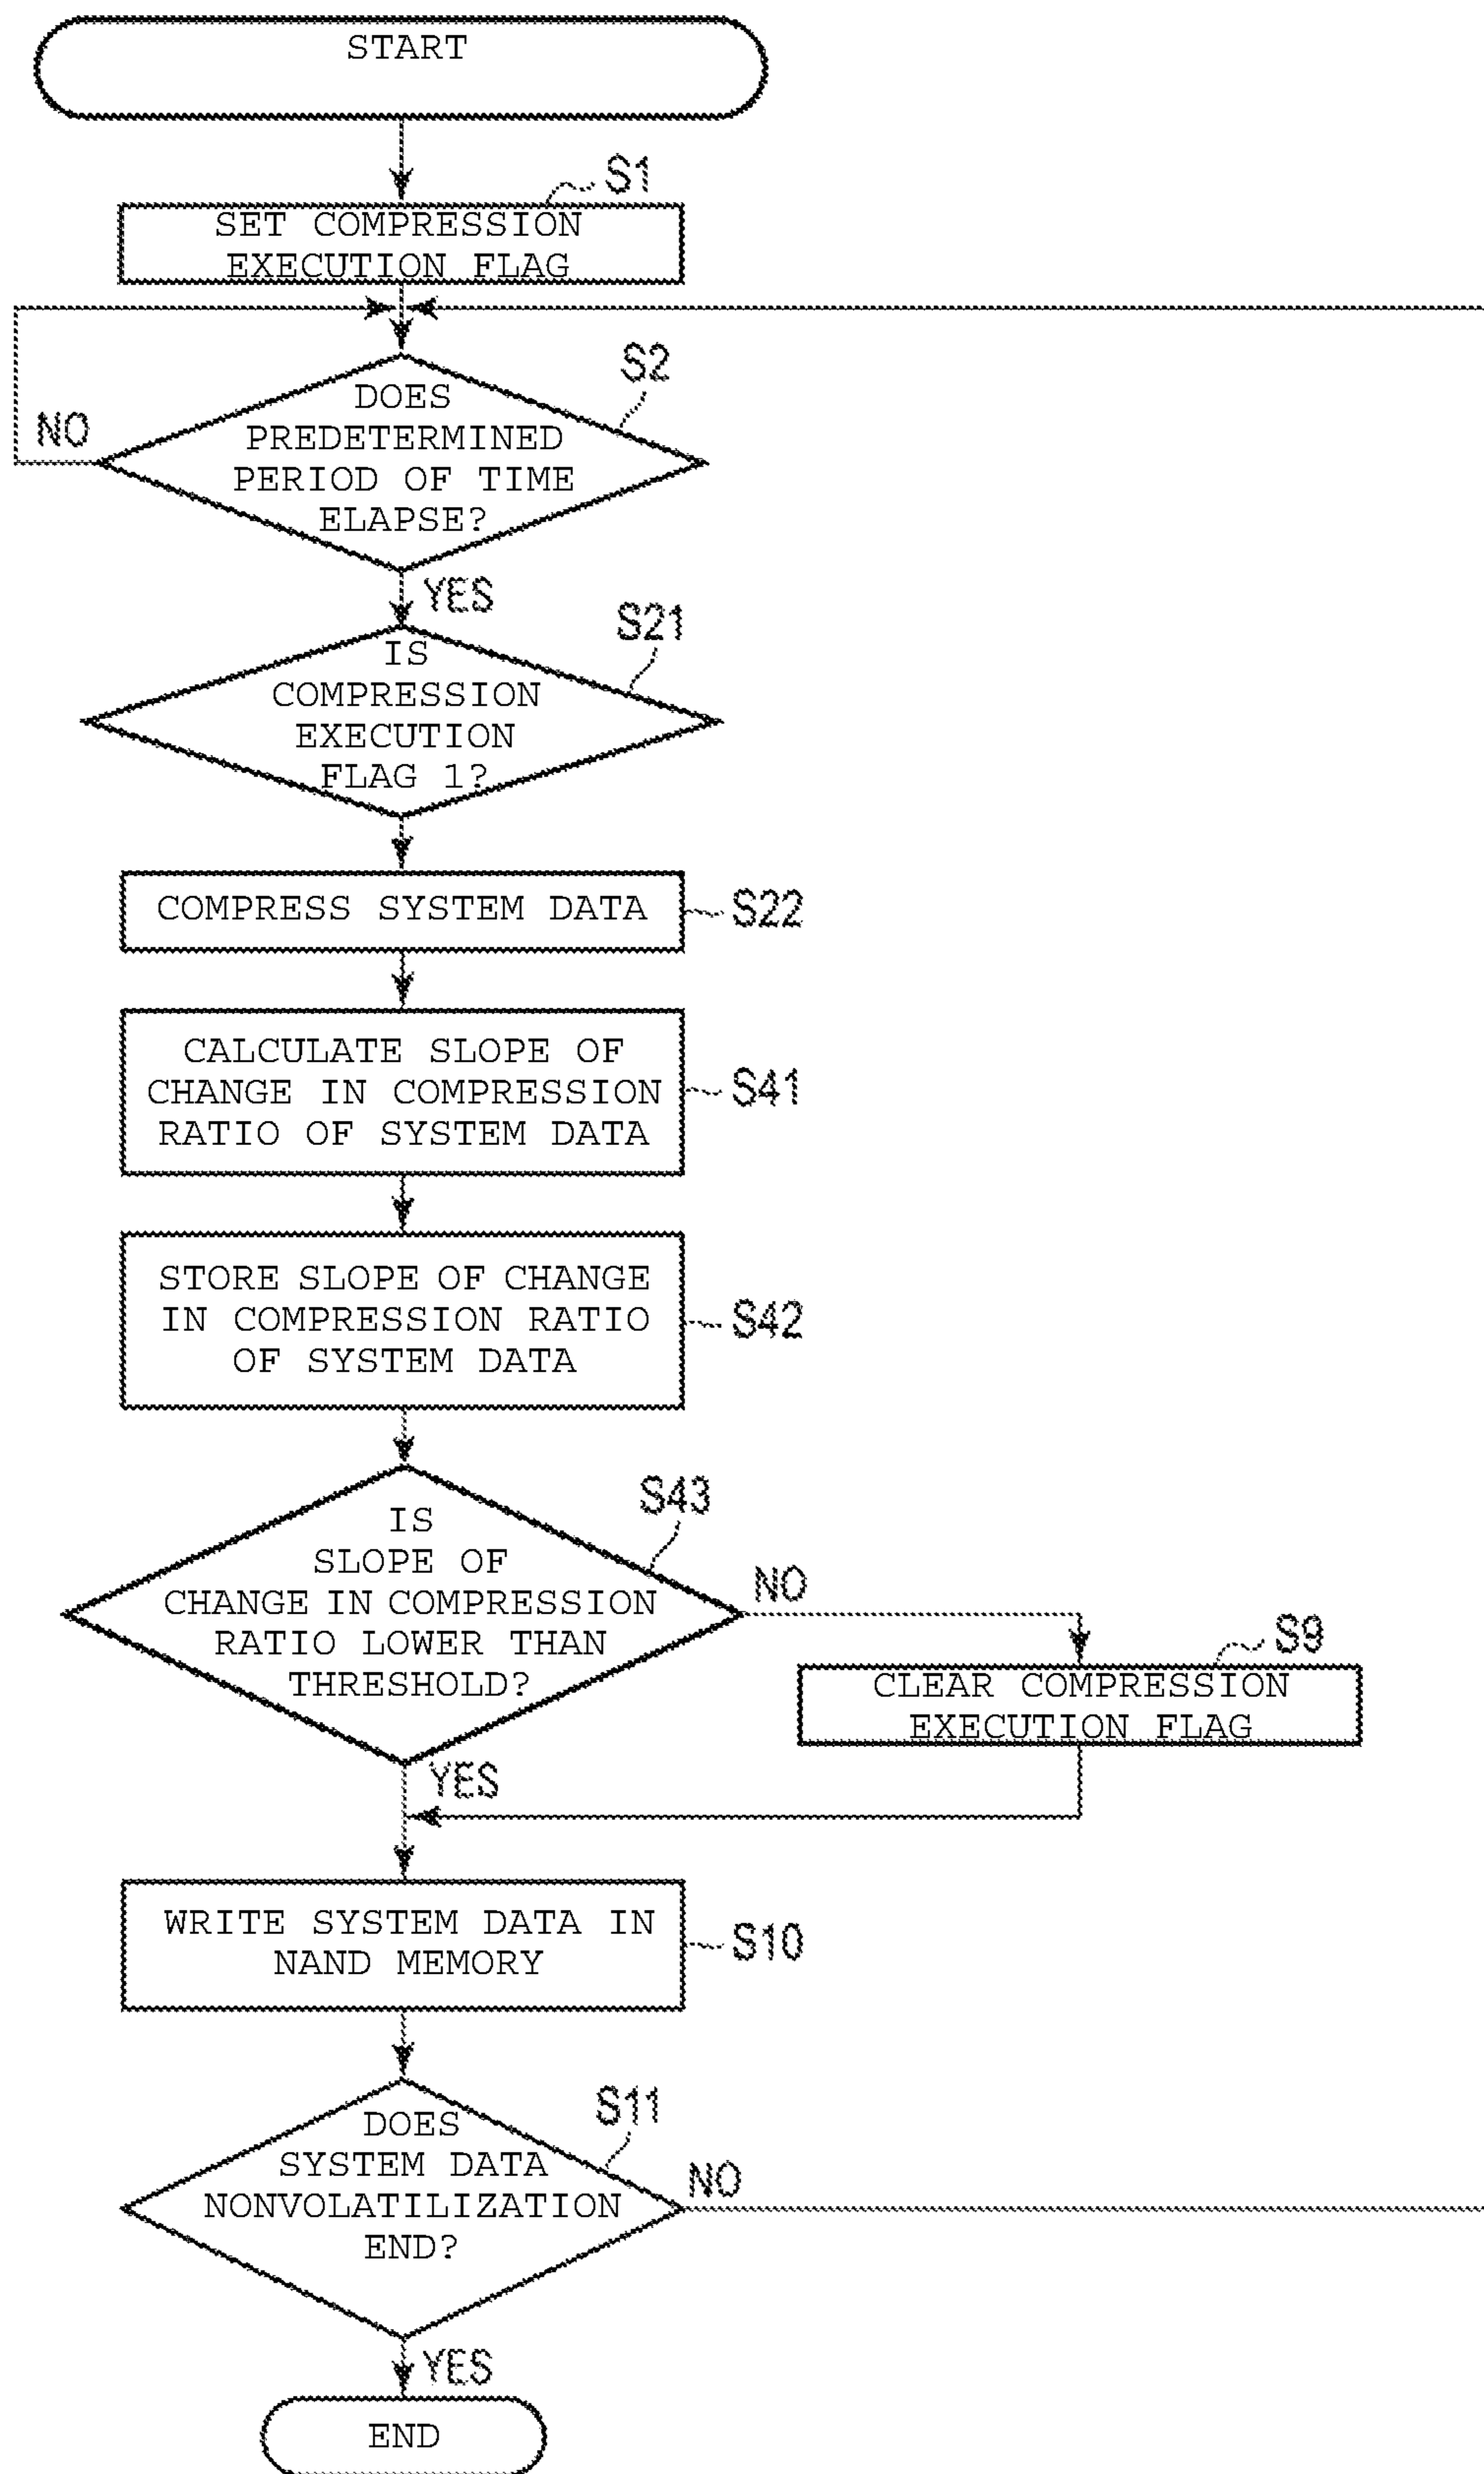 START
S1
SET COMPRESSION
EXECUTION FLAG
S2
DOES
PREDETERMINED
PERIOD OF TIME
ELAPSE?
NO
YES
S21
IS
COMPRESSION
EXECUTION
FLAG 1?
COMPRESS SYSTEM DATA
S22
CALCULATE SLOPE OF
CHANGE IN COMPRESSION
RATIO OF SYSTEM DATA
S41
STORE SLOPE OF CHANGE
IN COMPRESSION RATIO
OF SYSTEM DATA
S42
S43
IS
SLOPE OF
CHANGE IN COMPRESSION
RATIO LOWER THAN
THRESHOLD?
NO
S9
CLEAR COMPRESSION
EXECUTION FLAG
YES
WRITE SYSTEM DATA IN
NAND MEMORY
S10
S11
DOES
SYSTEM DATA
NONVOLATILIZATION
END?
NO
YES
END